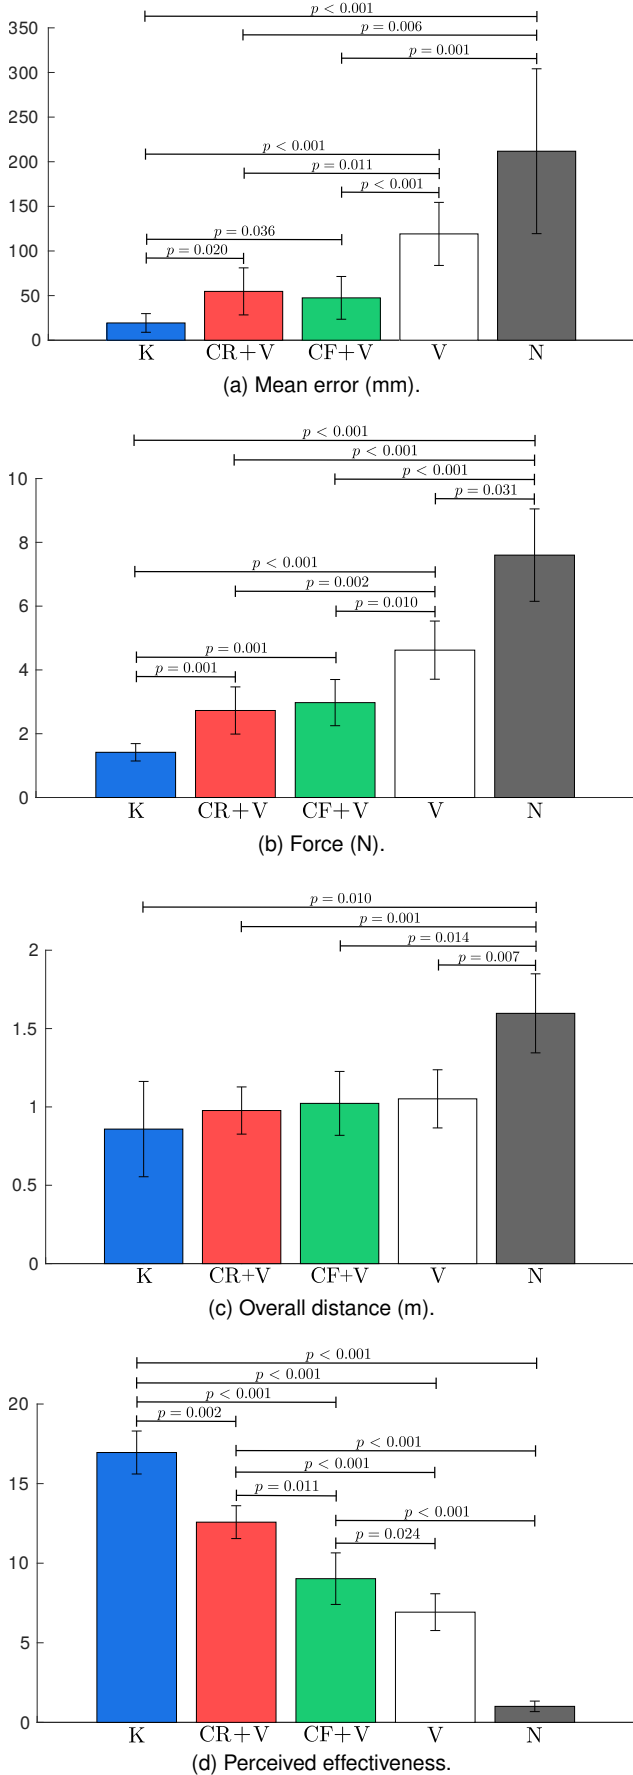 p < 0.001
p = 0.006
350
p = 0.001
300
250
200
p < 0.001
p = 0.011
150
p < 0.001
100
p = 0.036
p = 0.020
50
0
K CR+V CF+V V N
(a) Mean error (mm).
p < 0.001
p < 0.001
10
p < 0.001
p = 0.031
8
p < 0.001
p = 0.002
6
p = 0.010
p = 0.001
4
p = 0.001
2
0
K CR+V CF+V V N
(b) Force (N).
p = 0.010
p = 0.001
2
p = 0.014
p = 0.007
1.5
1
0.5
0
K CR+V CF+V V N
(c) Overall distance (m).
p < 0.001
p < 0.001
p < 0.001
20
p = 0.002
p < 0.001
p < 0.001
15
p = 0.011
p < 0.001
p = 0.024
10
5
0
K CR+V CF+V V N
(d) Perceived effectiveness.